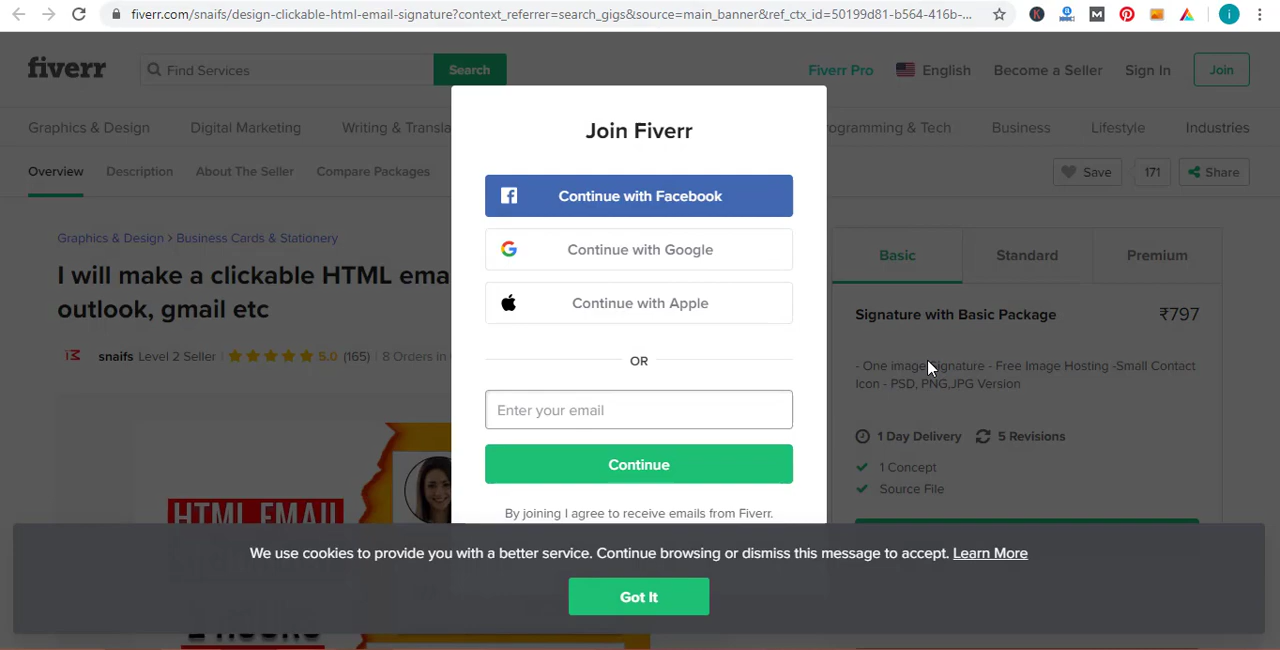 fiverr.com/snaifs/design-clickable-html-email-signature?context_referrer=search_gigs&source=main_banner&ref_ctx_id=50199d81-b564-416b-...
fiverr
Find Services
Search
Fiverr Pro
English
Become a Seller
Sign In
Join
Graphics & Design
Digital Marketing
Writing & Transla
ogramming & Tech
Business
Lifestyle
Industries
Overview
Description
About The Seller
Compare Packages
Save
171
Share
Graphics & Design > Business Cards & Stationery
I will make a clickable HTML ema
outlook, gmail etc
snaifs Level 2 Seller | 5.0 (165) | 8 Orders in
HTML EMAIL
2 HOURS
Join Fiverr
Continue with Facebook
Continue with Google
Continue with Apple
OR
Enter your email
Continue
By joining I agree to receive emails from Fiverr.
Basic
Standard
Premium
Signature with Basic Package ₹797
- One image Signature - Free Image Hosting -Small Contact
Icon - PSD, PNG,JPG Version
1 Day Delivery 5 Revisions
1 Concept
Source File
We use cookies to provide you with a better service. Continue browsing or dismiss this message to accept. Learn More
Got It